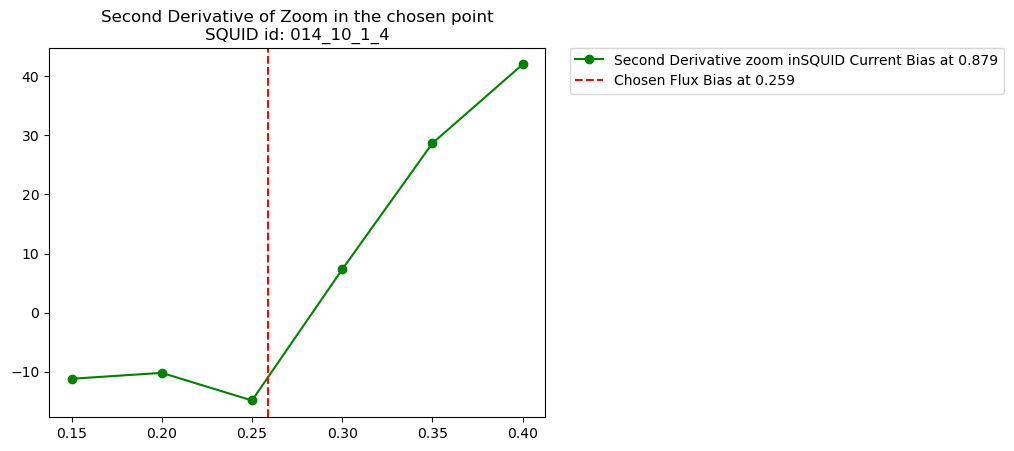 Second Derivative of Zoom in the chosen point
SQUID id: 014_10_1_4
Second Derivative zoom inSQUID Current Bias at 0.879
Chosen Flux Bias at 0.259
40
30
20
10
0
−10
0.15 0.20 0.25 0.30 0.35 0.40